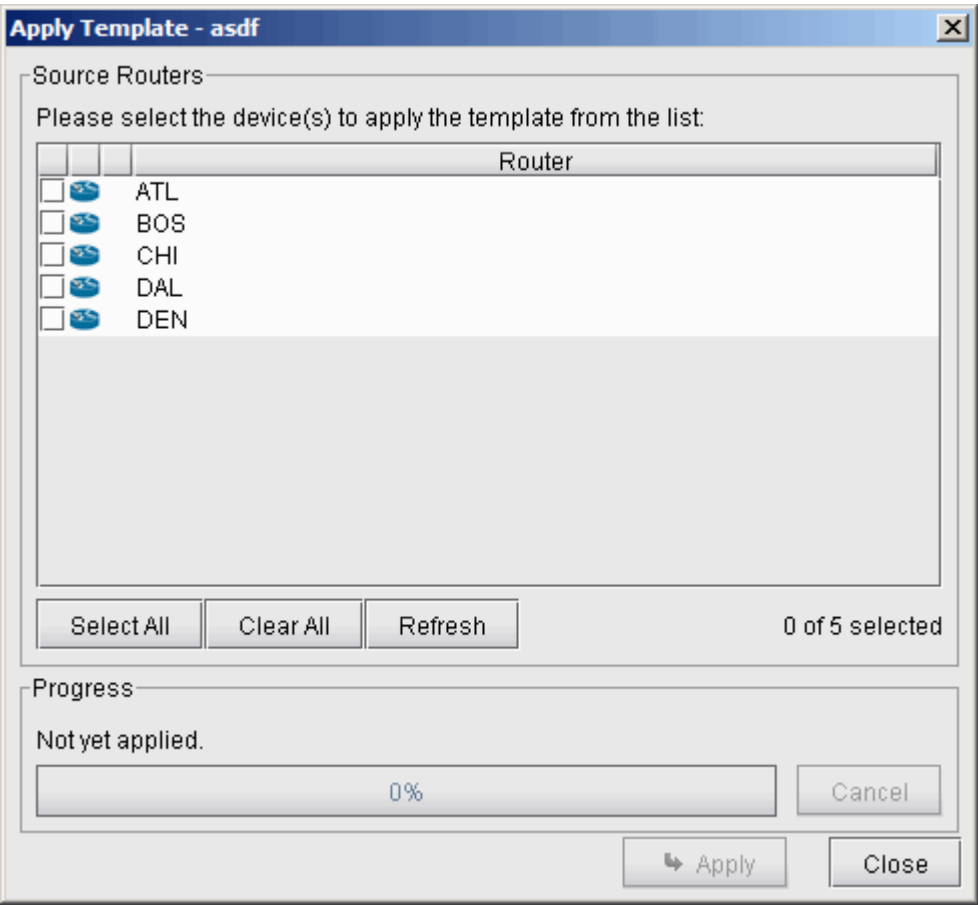 Apply Template - asdf
Source Routers
Please select the device(s) to apply the template from the list:
Router
ATL
BOS
CHI
DAL
DEN
Select All Clear All Refresh 0 of 5 selected
Progress
Not yet applied.
0% Cancel
Apply Close